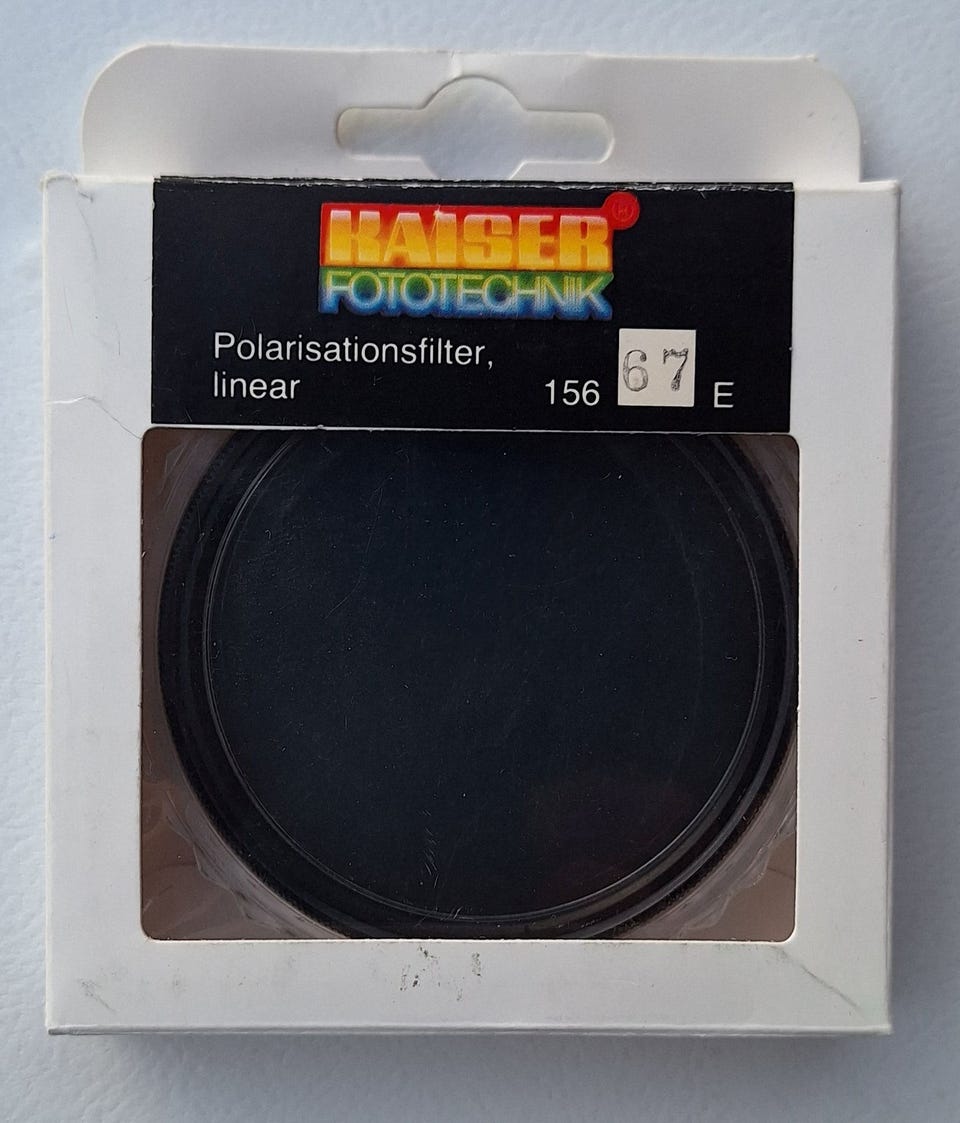 KAISER
FOTOTECHNIK
Polarisationsfilter,
linear
156 67 E